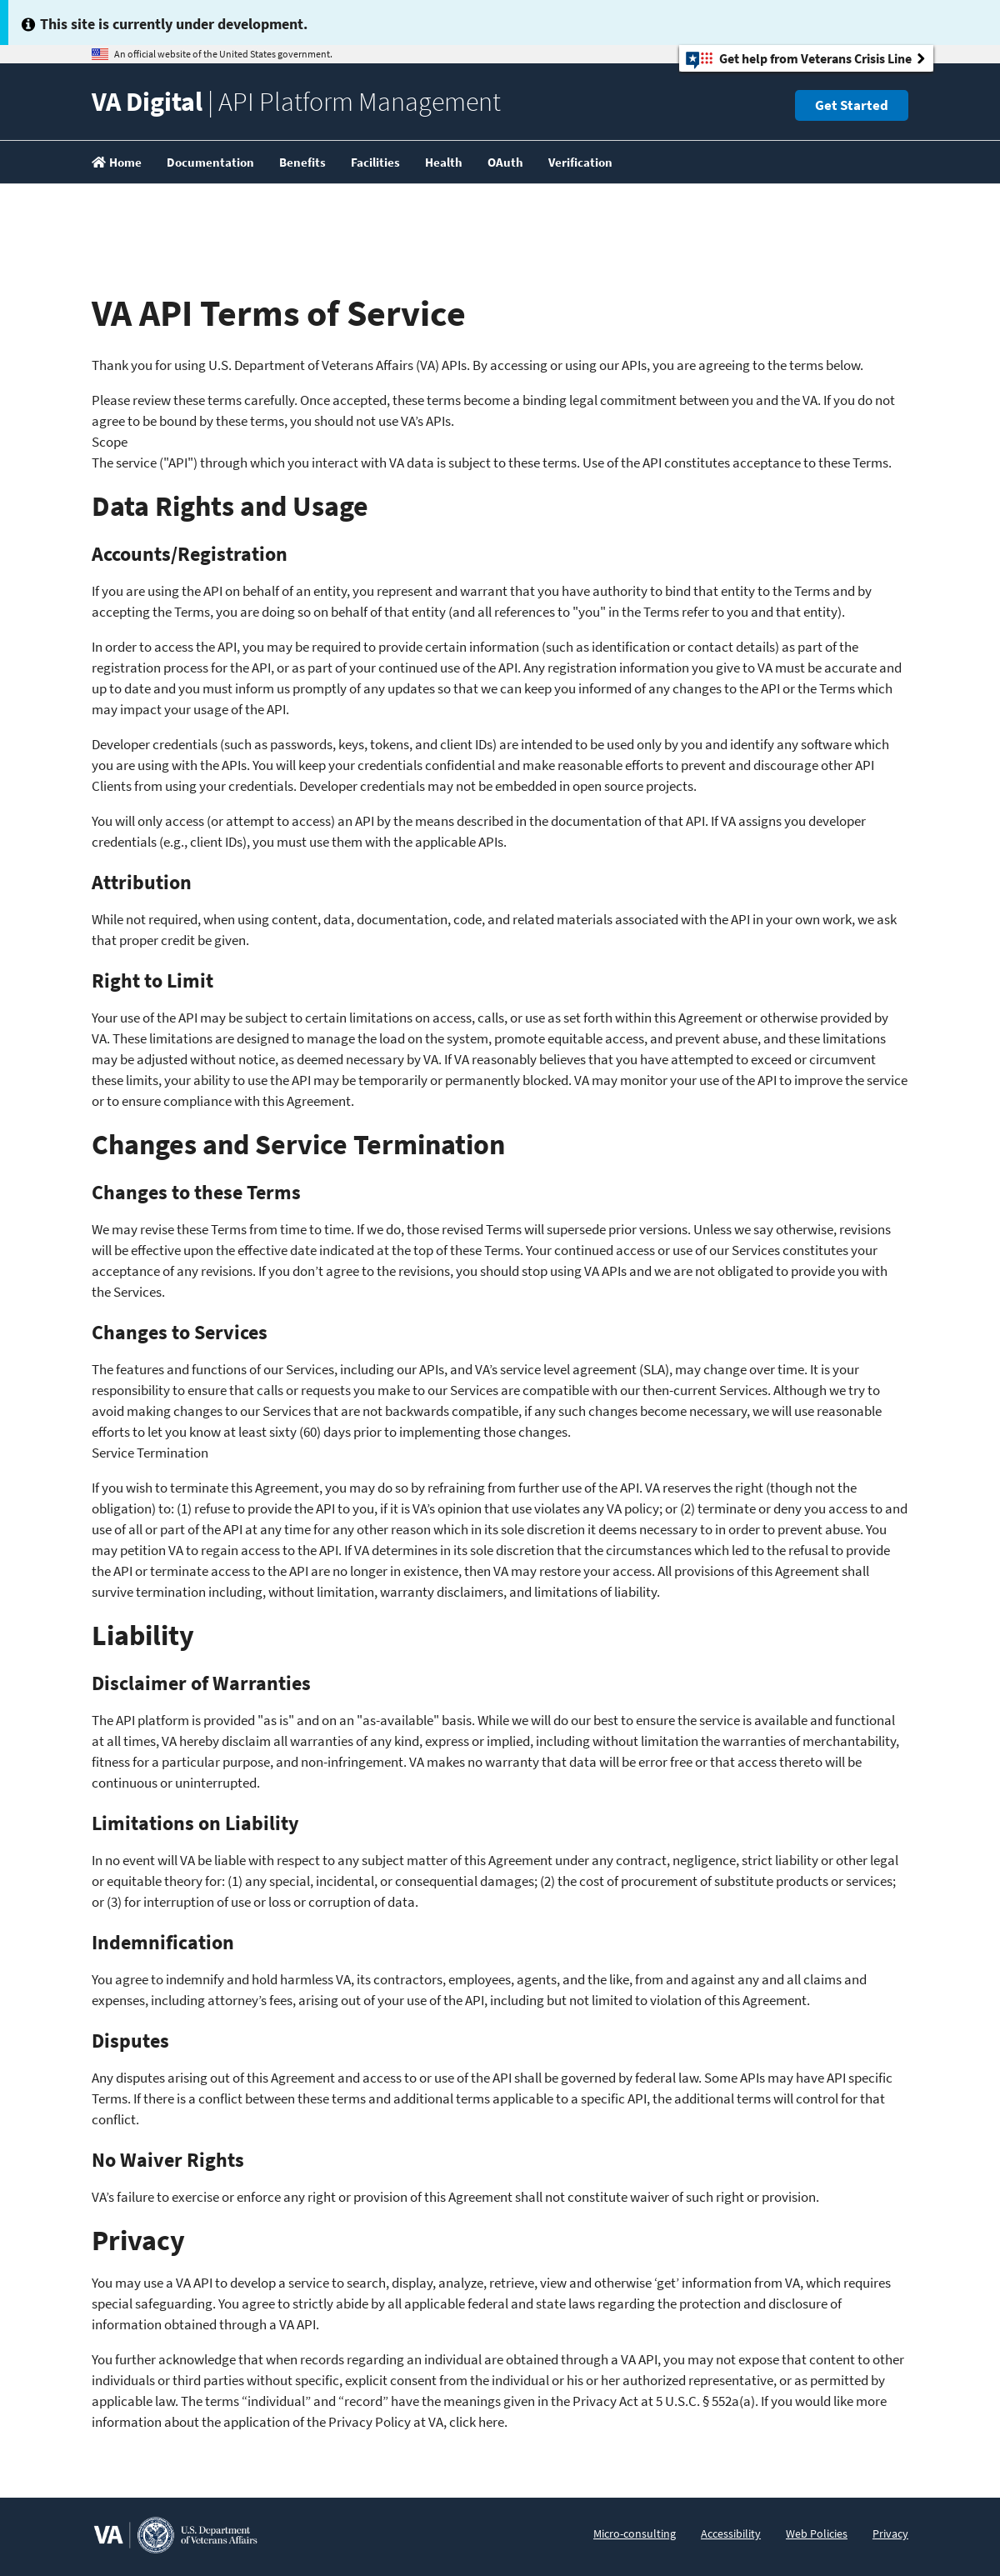 This site is currently under development.
An official website of the United States government.
Get help from Veterans Crisis Line
VA Digital | API Platform Management
Get Started
Home Documentation Benefits Facilities Health OAuth Verification
VA API Terms of Service
Thank you for using U.S. Department of Veterans Affairs (VA) APIs. By accessing or using our APIs, you are agreeing to the terms below.
Please review these terms carefully. Once accepted, these terms become a binding legal commitment between you and the VA. If you do not
agree to be bound by these terms, you should not use VA’s APIs.
Scope
The service ("API") through which you interact with VA data is subject to these terms. Use of the API constitutes acceptance to these Terms.
Data Rights and Usage
Accounts/Registration
If you are using the API on behalf of an entity, you represent and warrant that you have authority to bind that entity to the Terms and by
accepting the Terms, you are doing so on behalf of that entity (and all references to "you" in the Terms refer to you and that entity).
In order to access the API, you may be required to provide certain information (such as identification or contact details) as part of the
registration process for the API, or as part of your continued use of the API. Any registration information you give to VA must be accurate and
up to date and you must inform us promptly of any updates so that we can keep you informed of any changes to the API or the Terms which
may impact your usage of the API.
Developer credentials (such as passwords, keys, tokens, and client IDs) are intended to be used only by you and identify any software which
you are using with the APIs. You will keep your credentials confidential and make reasonable efforts to prevent and discourage other API
Clients from using your credentials. Developer credentials may not be embedded in open source projects.
You will only access (or attempt to access) an API by the means described in the documentation of that API. If VA assigns you developer
credentials (e.g., client IDs), you must use them with the applicable APIs.
Attribution
While not required, when using content, data, documentation, code, and related materials associated with the API in your own work, we ask
that proper credit be given.
Right to Limit
Your use of the API may be subject to certain limitations on access, calls, or use as set forth within this Agreement or otherwise provided by
VA. These limitations are designed to manage the load on the system, promote equitable access, and prevent abuse, and these limitations
may be adjusted without notice, as deemed necessary by VA. If VA reasonably believes that you have attempted to exceed or circumvent
these limits, your ability to use the API may be temporarily or permanently blocked. VA may monitor your use of the API to improve the service
or to ensure compliance with this Agreement.
Changes and Service Termination
Changes to these Terms
We may revise these Terms from time to time. If we do, those revised Terms will supersede prior versions. Unless we say otherwise, revisions
will be effective upon the effective date indicated at the top of these Terms. Your continued access or use of our Services constitutes your
acceptance of any revisions. If you don’t agree to the revisions, you should stop using VA APIs and we are not obligated to provide you with
the Services.
Changes to Services
The features and functions of our Services, including our APIs, and VA’s service level agreement (SLA), may change over time. It is your
responsibility to ensure that calls or requests you make to our Services are compatible with our then-current Services. Although we try to
avoid making changes to our Services that are not backwards compatible, if any such changes become necessary, we will use reasonable
efforts to let you know at least sixty (60) days prior to implementing those changes.
Service Termination
If you wish to terminate this Agreement, you may do so by refraining from further use of the API. VA reserves the right (though not the
obligation) to: (1) refuse to provide the API to you, if it is VA’s opinion that use violates any VA policy; or (2) terminate or deny you access to and
use of all or part of the API at any time for any other reason which in its sole discretion it deems necessary to in order to prevent abuse. You
may petition VA to regain access to the API. If VA determines in its sole discretion that the circumstances which led to the refusal to provide
the API or terminate access to the API are no longer in existence, then VA may restore your access. All provisions of this Agreement shall
survive termination including, without limitation, warranty disclaimers, and limitations of liability.
Liability
Disclaimer of Warranties
The API platform is provided "as is" and on an "as-available" basis. While we will do our best to ensure the service is available and functional
at all times, VA hereby disclaim all warranties of any kind, express or implied, including without limitation the warranties of merchantability,
fitness for a particular purpose, and non-infringement. VA makes no warranty that data will be error free or that access thereto will be
continuous or uninterrupted.
Limitations on Liability
In no event will VA be liable with respect to any subject matter of this Agreement under any contract, negligence, strict liability or other legal
or equitable theory for: (1) any special, incidental, or consequential damages; (2) the cost of procurement of substitute products or services;
or (3) for interruption of use or loss or corruption of data.
Indemnification
You agree to indemnify and hold harmless VA, its contractors, employees, agents, and the like, from and against any and all claims and
expenses, including attorney’s fees, arising out of your use of the API, including but not limited to violation of this Agreement.
Disputes
Any disputes arising out of this Agreement and access to or use of the API shall be governed by federal law. Some APIs may have API specific
Terms. If there is a conflict between these terms and additional terms applicable to a specific API, the additional terms will control for that
conflict.
No Waiver Rights
VA’s failure to exercise or enforce any right or provision of this Agreement shall not constitute waiver of such right or provision.
Privacy
You may use a VA API to develop a service to search, display, analyze, retrieve, view and otherwise ‘get’ information from VA, which requires
special safeguarding. You agree to strictly abide by all applicable federal and state laws regarding the protection and disclosure of
information obtained through a VA API.
You further acknowledge that when records regarding an individual are obtained through a VA API, you may not expose that content to other
individuals or third parties without specific, explicit consent from the individual or his or her authorized representative, or as permitted by
applicable law. The terms “individual” and “record” have the meanings given in the Privacy Act at 5 U.S.C. § 552a(a). If you would like more
information about the application of the Privacy Policy at VA, click here.
VA
U.S. Department
of Veterans Affairs
Micro-consulting Accessibility Web Policies Privacy